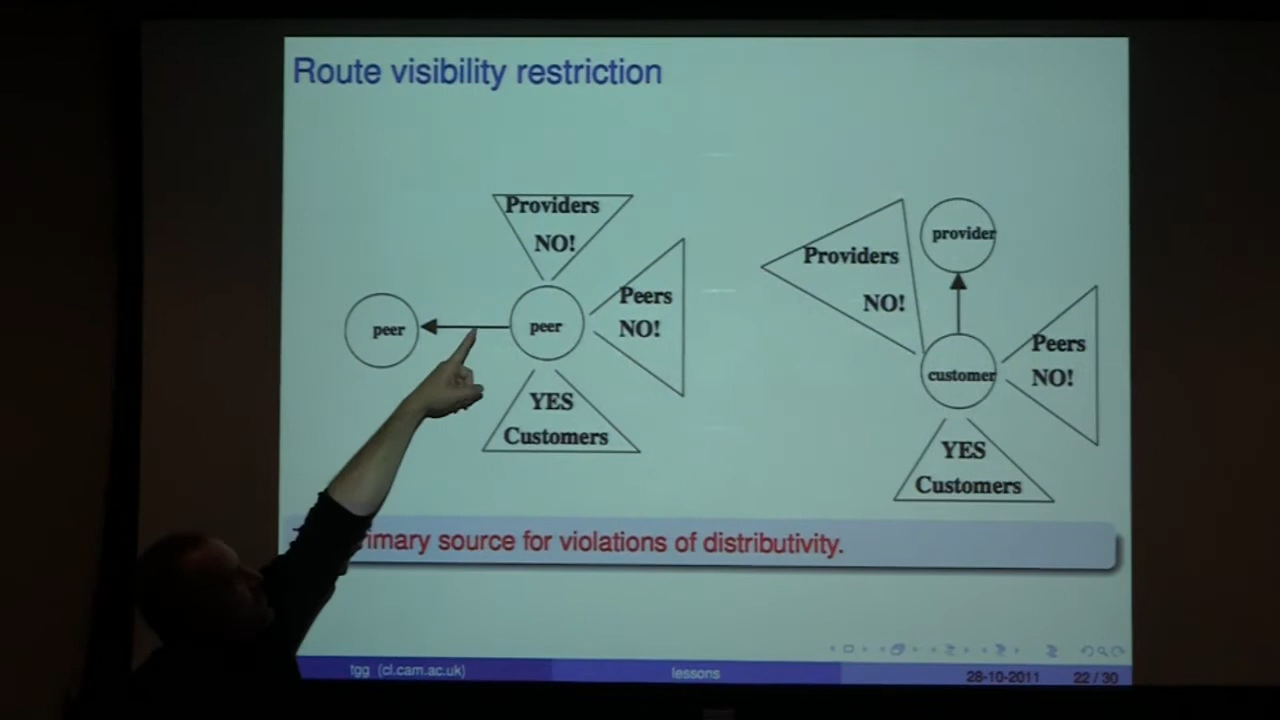 Route visibility restriction
Providers
NO!
peer
peer
Peers
NO!
YES
Customers
provider
Providers
NO!
customer
Peers
NO!
YES
Customers
primary source for violations of distributivity.
tgg (cl.cam.ac.uk)
lessons
28-10-2011
22 / 30